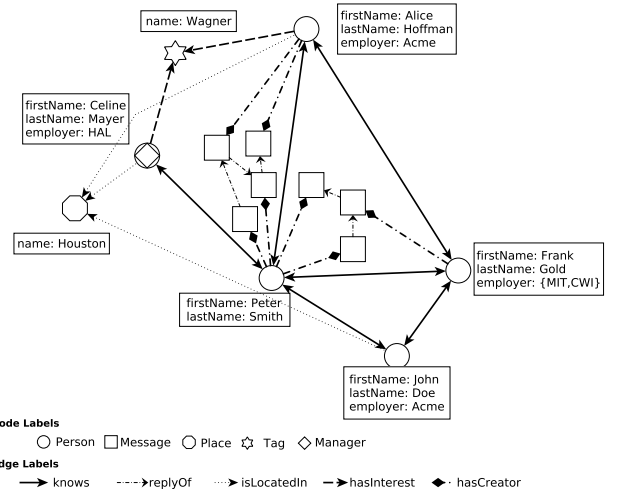 name: Wagner
firstName: Alice
lastName: Hoffman
employer: Acme
firstName: Celine
lastName: Mayer
employer: HAL
name: Houston
firstName: Peter
lastName: Smith
firstName: Frank
lastName: Gold
employer: {MIT,CWI}
firstName: John
lastName: Doe
employer: Acme
ode Labels
Person Message Place Tag Manager
dge Labels
knows replyOf isLocatedIn hasInterest hasCreator